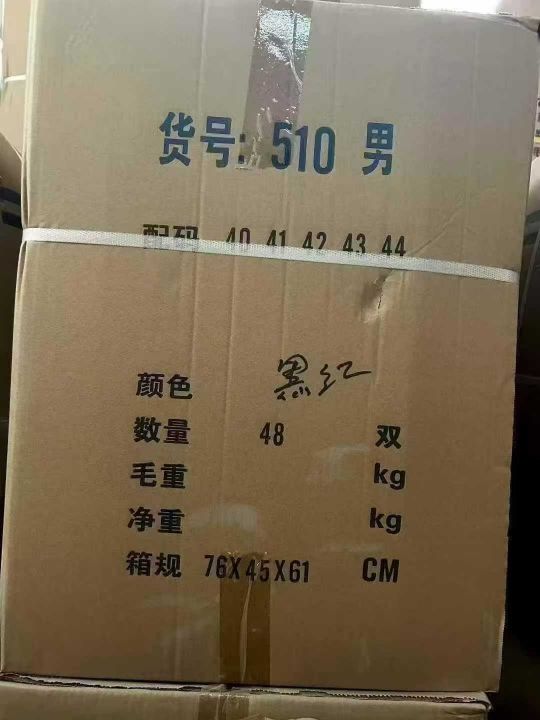 货号: 510 男
配码 40 41 42 43 44
颜色 黑红
数量 48 双
毛重 kg
净重 kg
箱规 76X45X61 CM